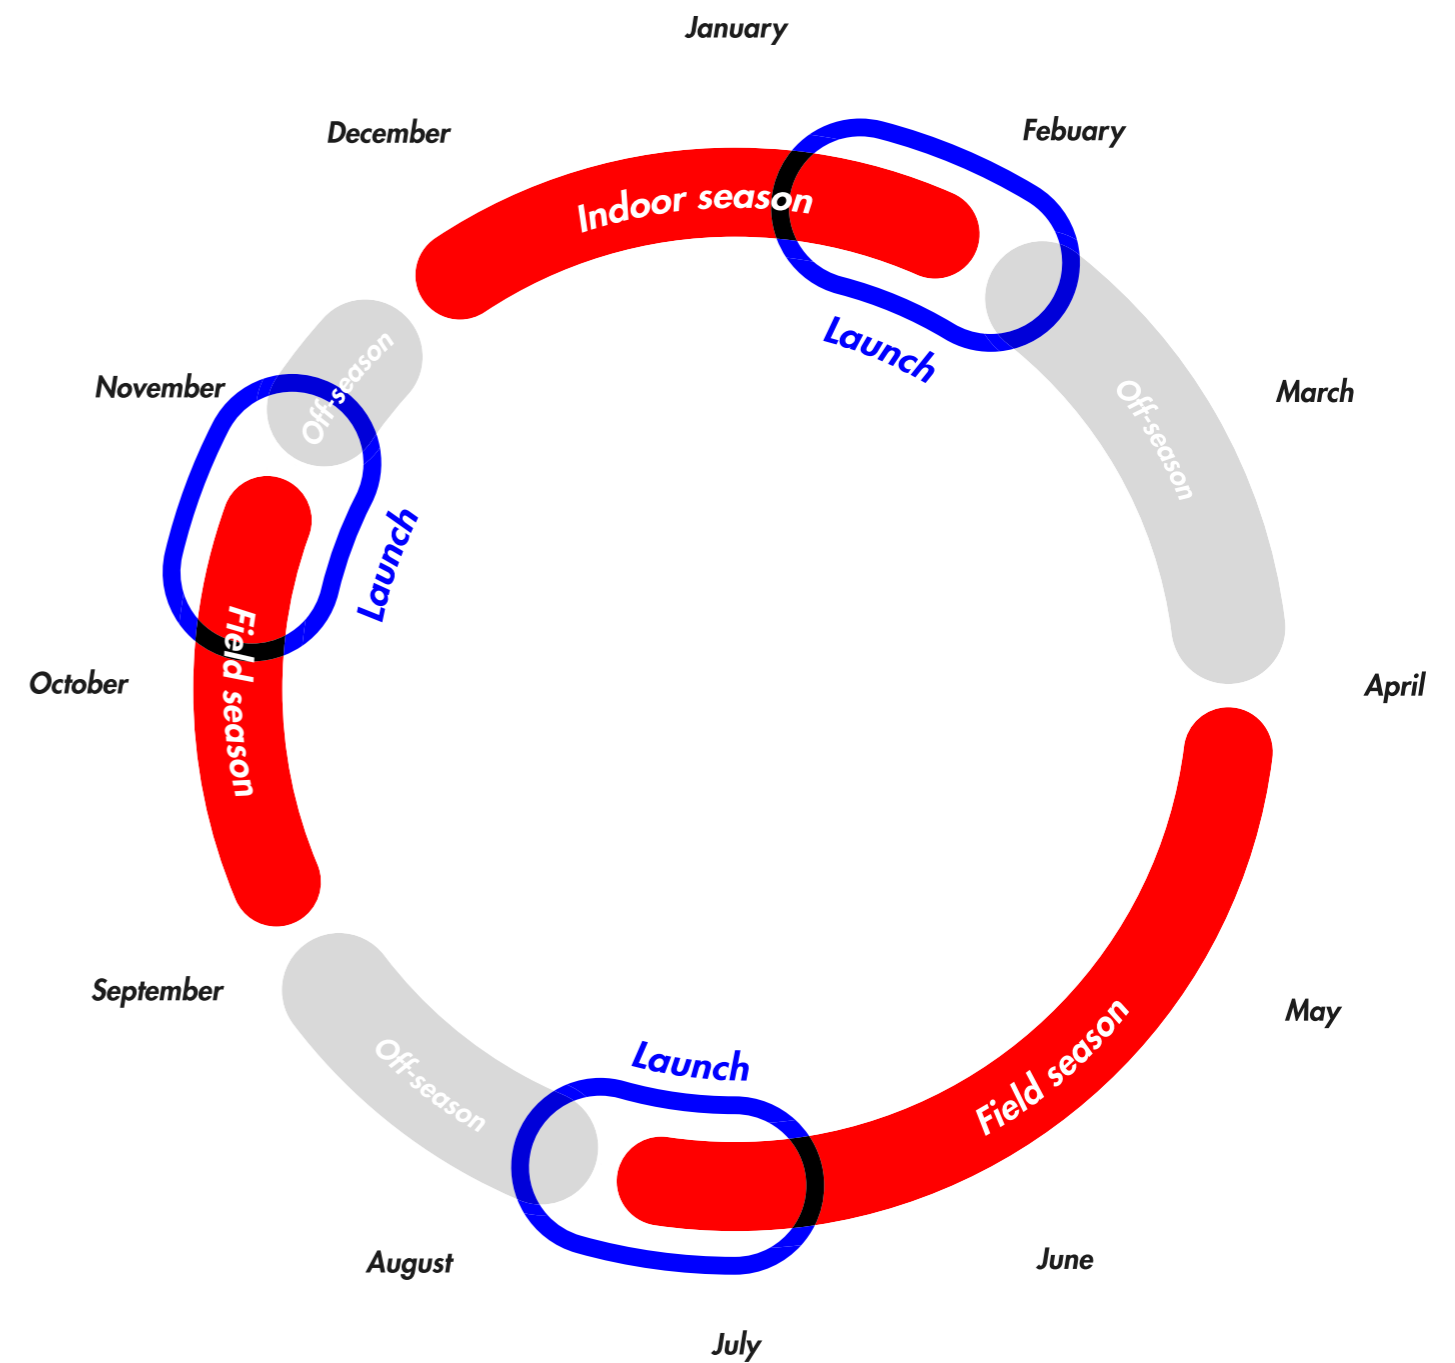 January
December
Febuary
Indoor season
Launch
Off-season
November
March
Off-season
Launch
Field season
October
April
September
May
Field season
Off-season
Launch
August
June
July